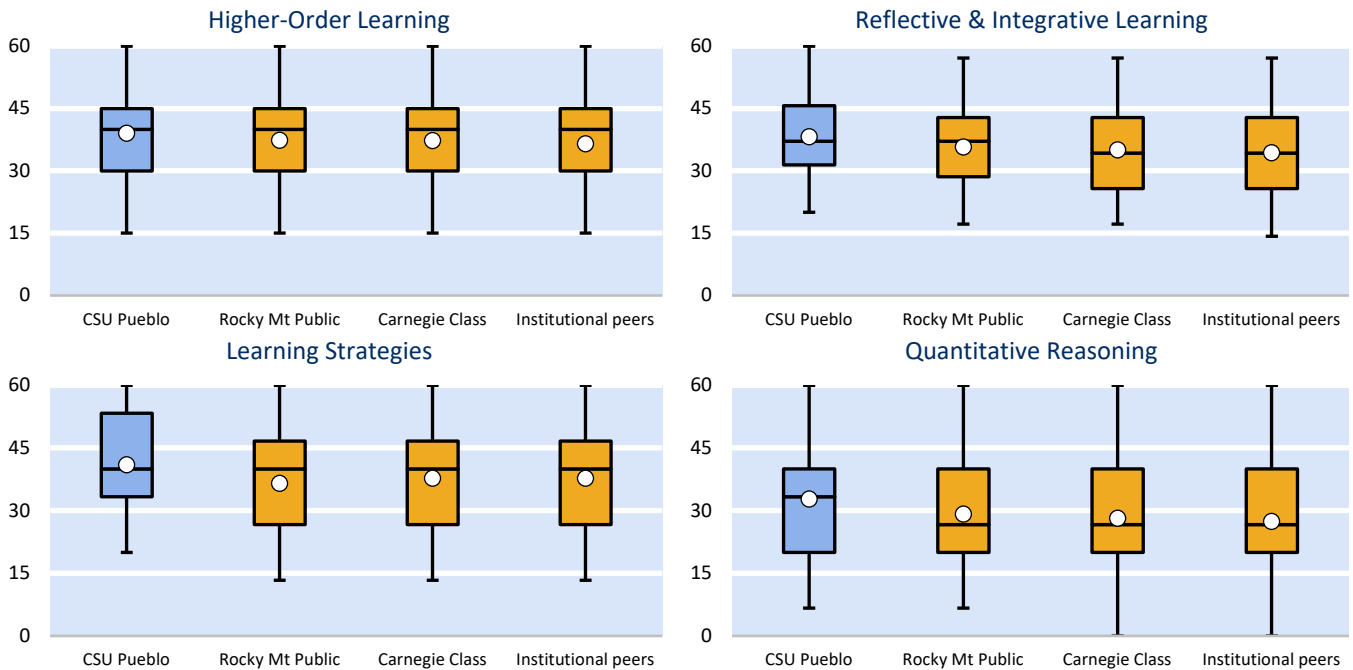 Higher-Order Learning
60
45
30
15
0
CSU Pueblo Rocky Mt Public Carnegie Class Institutional peers
Reflective & Integrative Learning
60
45
30
15
0
CSU Pueblo Rocky Mt Public Carnegie Class Institutional peers
Learning Strategies
60
45
30
15
0
CSU Pueblo Rocky Mt Public Carnegie Class Institutional peers
Quantitative Reasoning
60
45
30
15
0
CSU Pueblo Rocky Mt Public Carnegie Class Institutional peers